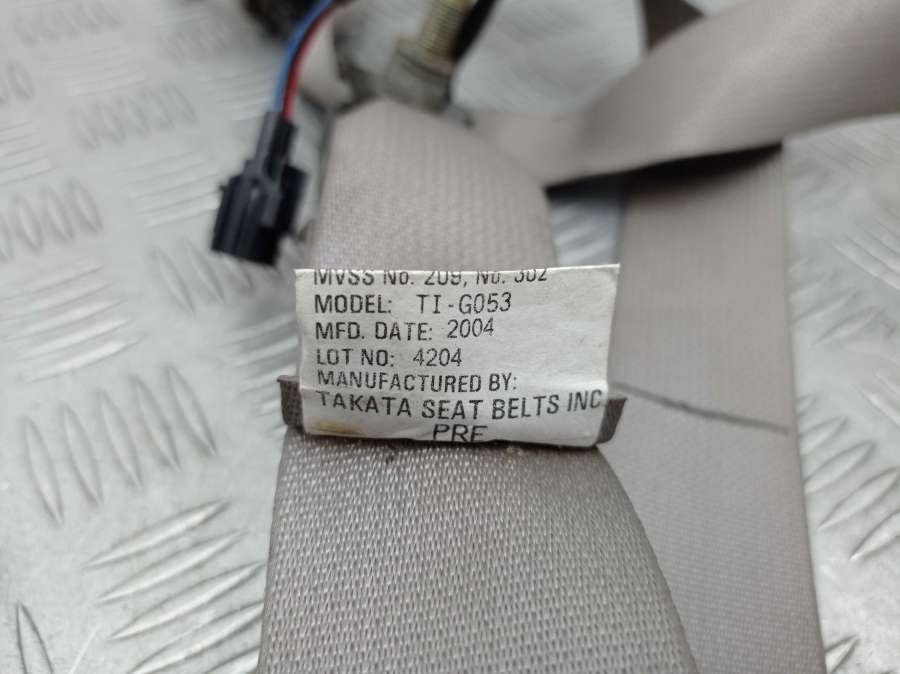 MVSS No. 209, No. 302
MODEL: TI-G053
MFD. DATE: 2004
LOT NO: 4204
MANUFACTURED BY:
TAKATA SEAT BELTS INC
PRE